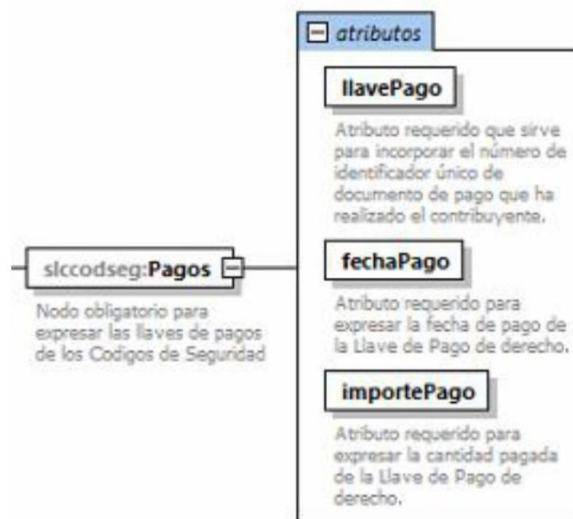 atributos
llavePago
Atributo requerido que sirve
para incorporar el número de
identificador único de
documento de pago que ha
realizado el contribuyente.
slccodseg:Pagos
Nodo obligatorio para
expresar las llaves de pagos
de los Codigos de Seguridad
fechaPago
Atributo requerido para
expresar la fecha de pago de
la Llave de Pago de derecho.
importePago
Atributo requerido para
expresar la cantidad pagada
de la Llave de Pago de
derecho.